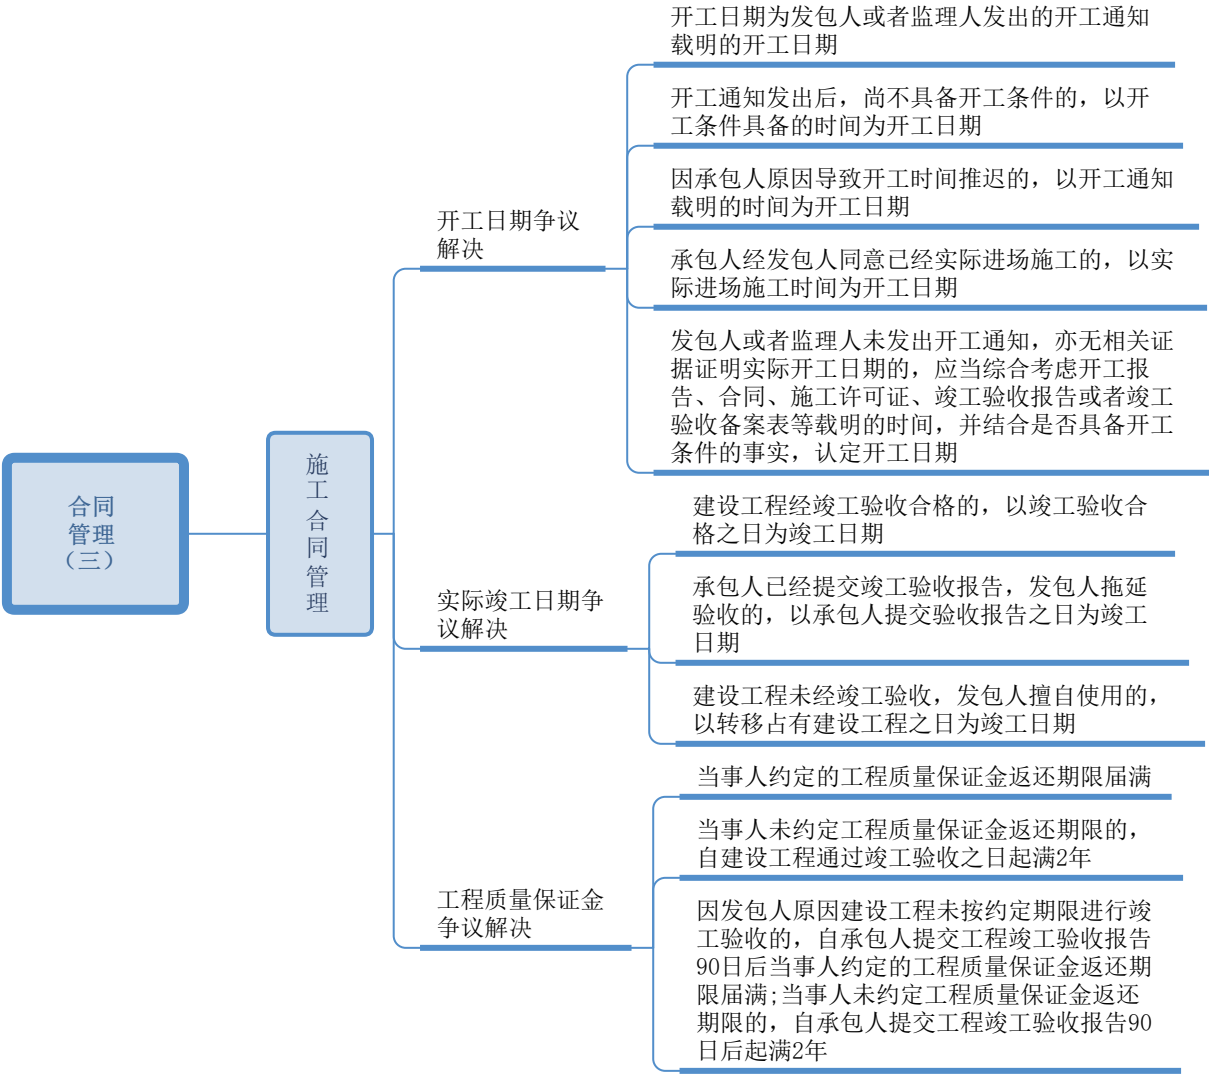 合同
管理
（三）
施
工
合
同
管
理
开工日期争议
解决
开工日期为发包人或者监理人发出的开工通知
载明的开工日期
开工通知发出后，尚不具备开工条件的，以开
工条件具备的时间为开工日期
因承包人原因导致开工时间推迟的，以开工通知
载明的时间为开工日期
承包人经发包人同意已经实际进场施工的，以实
际进场施工时间为开工日期
发包人或者监理人未发出开工通知，亦无相关证
据证明实际开工日期的，应当综合考虑开工报
告、合同、施工许可证、竣工验收报告或者竣工
验收备案表等载明的时间，并结合是否具备开工
条件的事实，认定开工日期
实际竣工日期争
议解决
建设工程经竣工验收合格的，以竣工验收合
格之日为竣工日期
承包人已经提交竣工验收报告，发包人拖延
验收的，以承包人提交验收报告之日为竣工
日期
建设工程未经竣工验收，发包人擅自使用的，
以转移占有建设工程之日为竣工日期
工程质量保证金
争议解决
当事人约定的工程质量保证金返还期限届满
当事人未约定工程质量保证金返还期限的，
自建设工程通过竣工验收之日起满2年
因发包人原因建设工程未按约定期限进行竣
工验收的，自承包人提交工程竣工验收报告
90日后当事人约定的工程质量保证金返还期
限届满;当事人未约定工程质量保证金返还
期限的，自承包人提交工程竣工验收报告90
日后起满2年